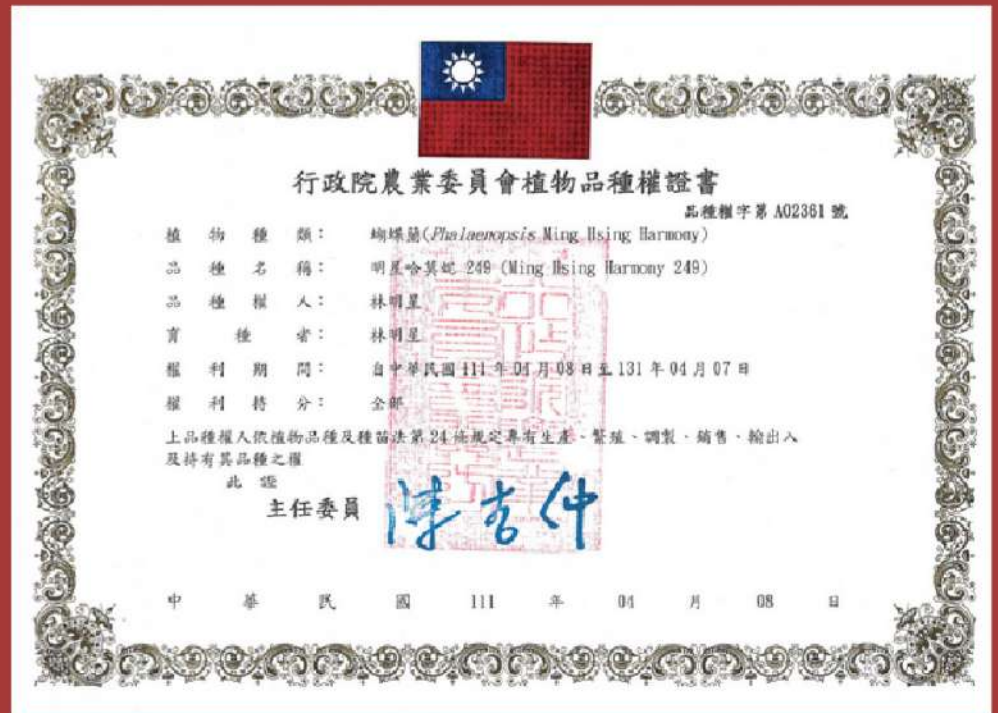 行政院農業委員會植物品種權證書
品種權字第 A02361 號
植物種類： 蝴蝶蘭(Phalaenopsis Ming Hsing Harmony)
品種名稱： 明星哈莫妮 249 (Ming Hsing Harmony 249)
品種權人： 林明星
育種者： 林明星
權利期間： 自中華民國 111 年 04 月 08 日至 131 年 04 月 07 日
權利持分： 全部
上品種權人依植物品種及種苗法第 24 條規定專有生產、繁殖、調製、銷售、輸出入
及持有其品種之權
此證
主任委員 陳吉仲
中華民國 111 年 04 月 08 日